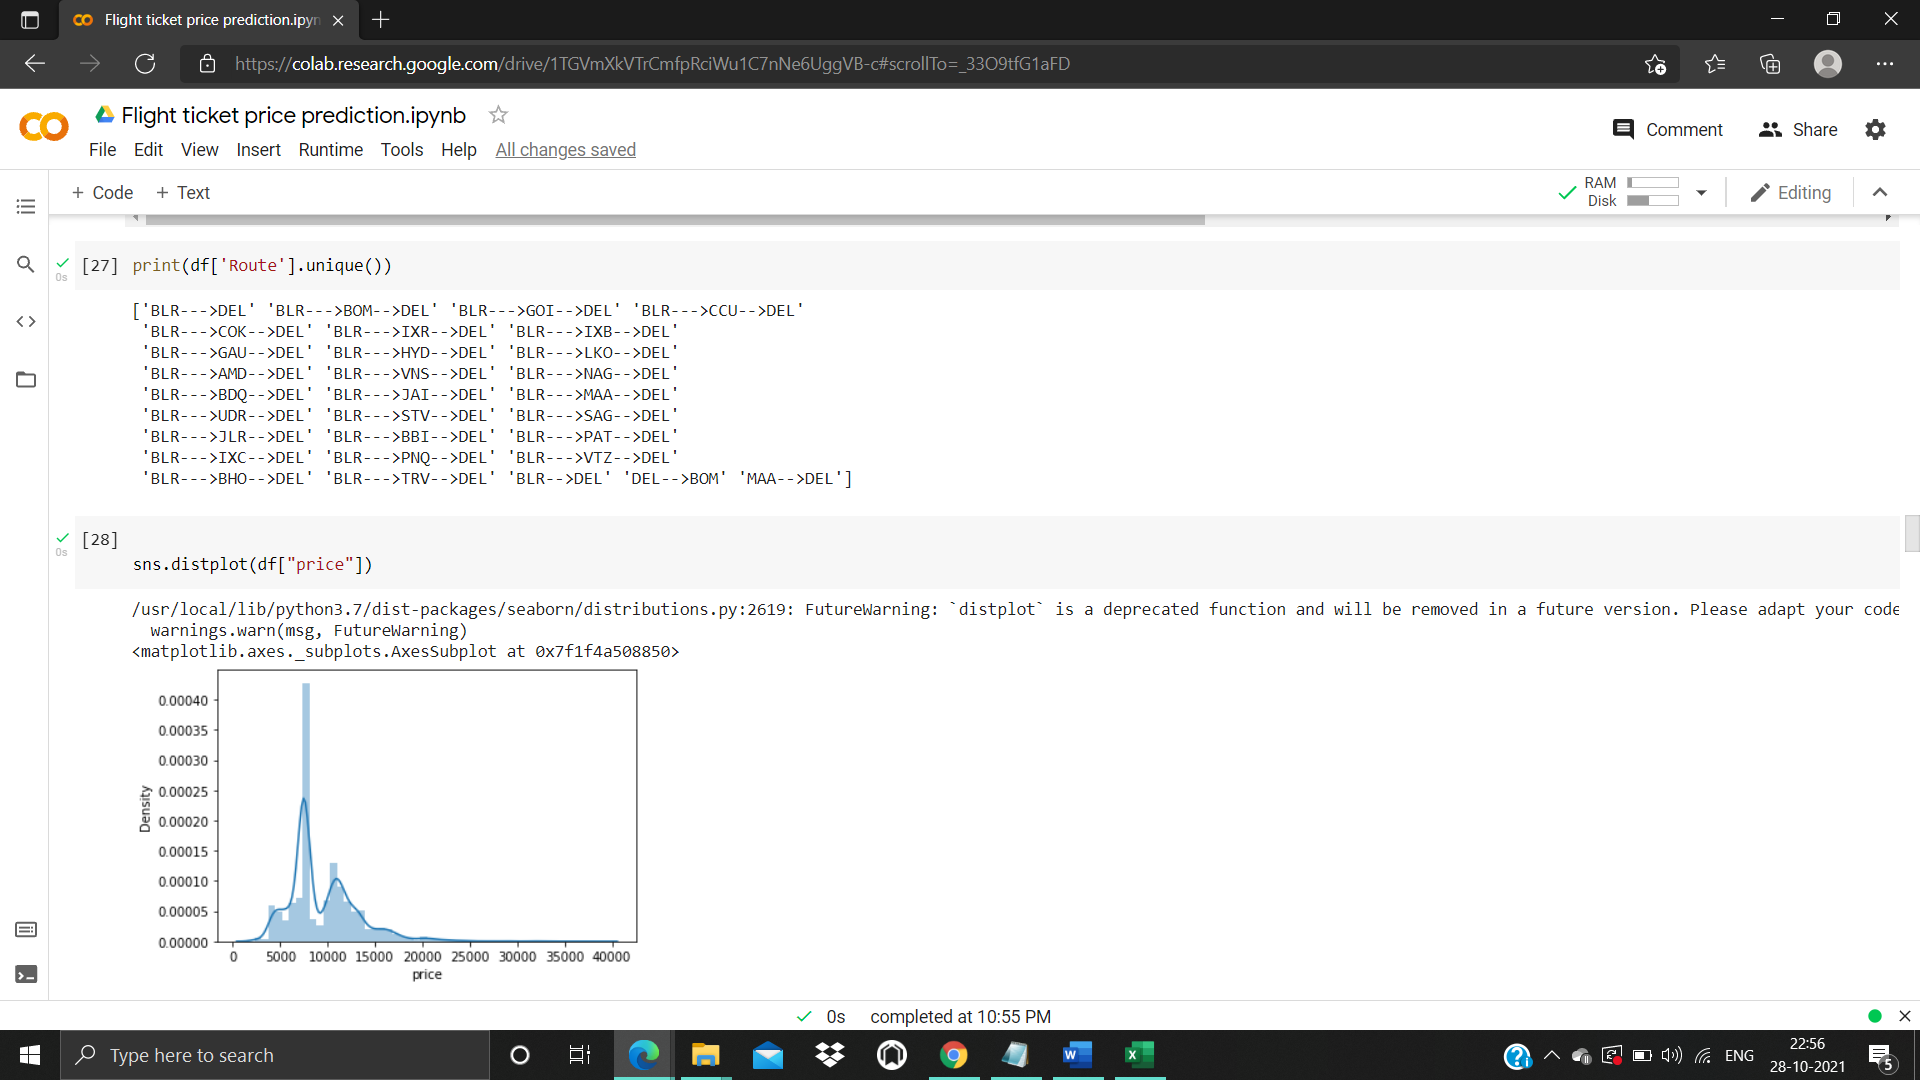 Flight ticket price prediction.ipyn
https://colab.research.google.com/drive/1TGVmXkVTrCmfpRciWu1C7nNe6UggVB-c#scrollTo=_33O9tfG1aFD
Flight ticket price prediction.ipynb
Comment Share
File Edit View Insert Runtime Tools Help All changes saved
+ Code + Text
RAM
Disk
Editing
[27] print(df['Route'].unique())
0s
['BLR--->DEL' 'BLR--->BOM-->DEL' 'BLR--->GOI-->DEL' 'BLR--->CCU-->DEL'
'BLR--->COK-->DEL' 'BLR--->IXR-->DEL' 'BLR--->IXB-->DEL'
'BLR--->GAU-->DEL' 'BLR--->HYD-->DEL' 'BLR--->LKO-->DEL'
'BLR--->AMD-->DEL' 'BLR--->VNS-->DEL' 'BLR--->NAG-->DEL'
'BLR--->BDQ-->DEL' 'BLR--->JAI-->DEL' 'BLR--->MAA-->DEL'
'BLR--->UDR-->DEL' 'BLR--->STV-->DEL' 'BLR--->SAG-->DEL'
'BLR--->JLR-->DEL' 'BLR--->BBI-->DEL' 'BLR--->PAT-->DEL'
'BLR--->IXC-->DEL' 'BLR--->PNQ-->DEL' 'BLR--->VTZ-->DEL'
'BLR--->BHO-->DEL' 'BLR--->TRV-->DEL' 'BLR-->DEL' 'DEL-->BOM' 'MAA-->DEL']
[28]
0s
sns.distplot(df["price"])
/usr/local/lib/python3.7/dist-packages/seaborn/distributions.py:2619: FutureWarning: `distplot` is a deprecated function and will be removed in a future version. Please adapt your code
warnings.warn(msg, FutureWarning)
<matplotlib.axes._subplots.AxesSubplot at 0x7f1f4a508850>
0.00040
0.00035
0.00030
0.00025
0.00020
0.00015
0.00010
0.00005
0.00000
Density
0 5000 10000 15000 20000 25000 30000 35000 40000
price
0s completed at 10:55 PM
Type here to search
ENG
22:56
28-10-2021
5